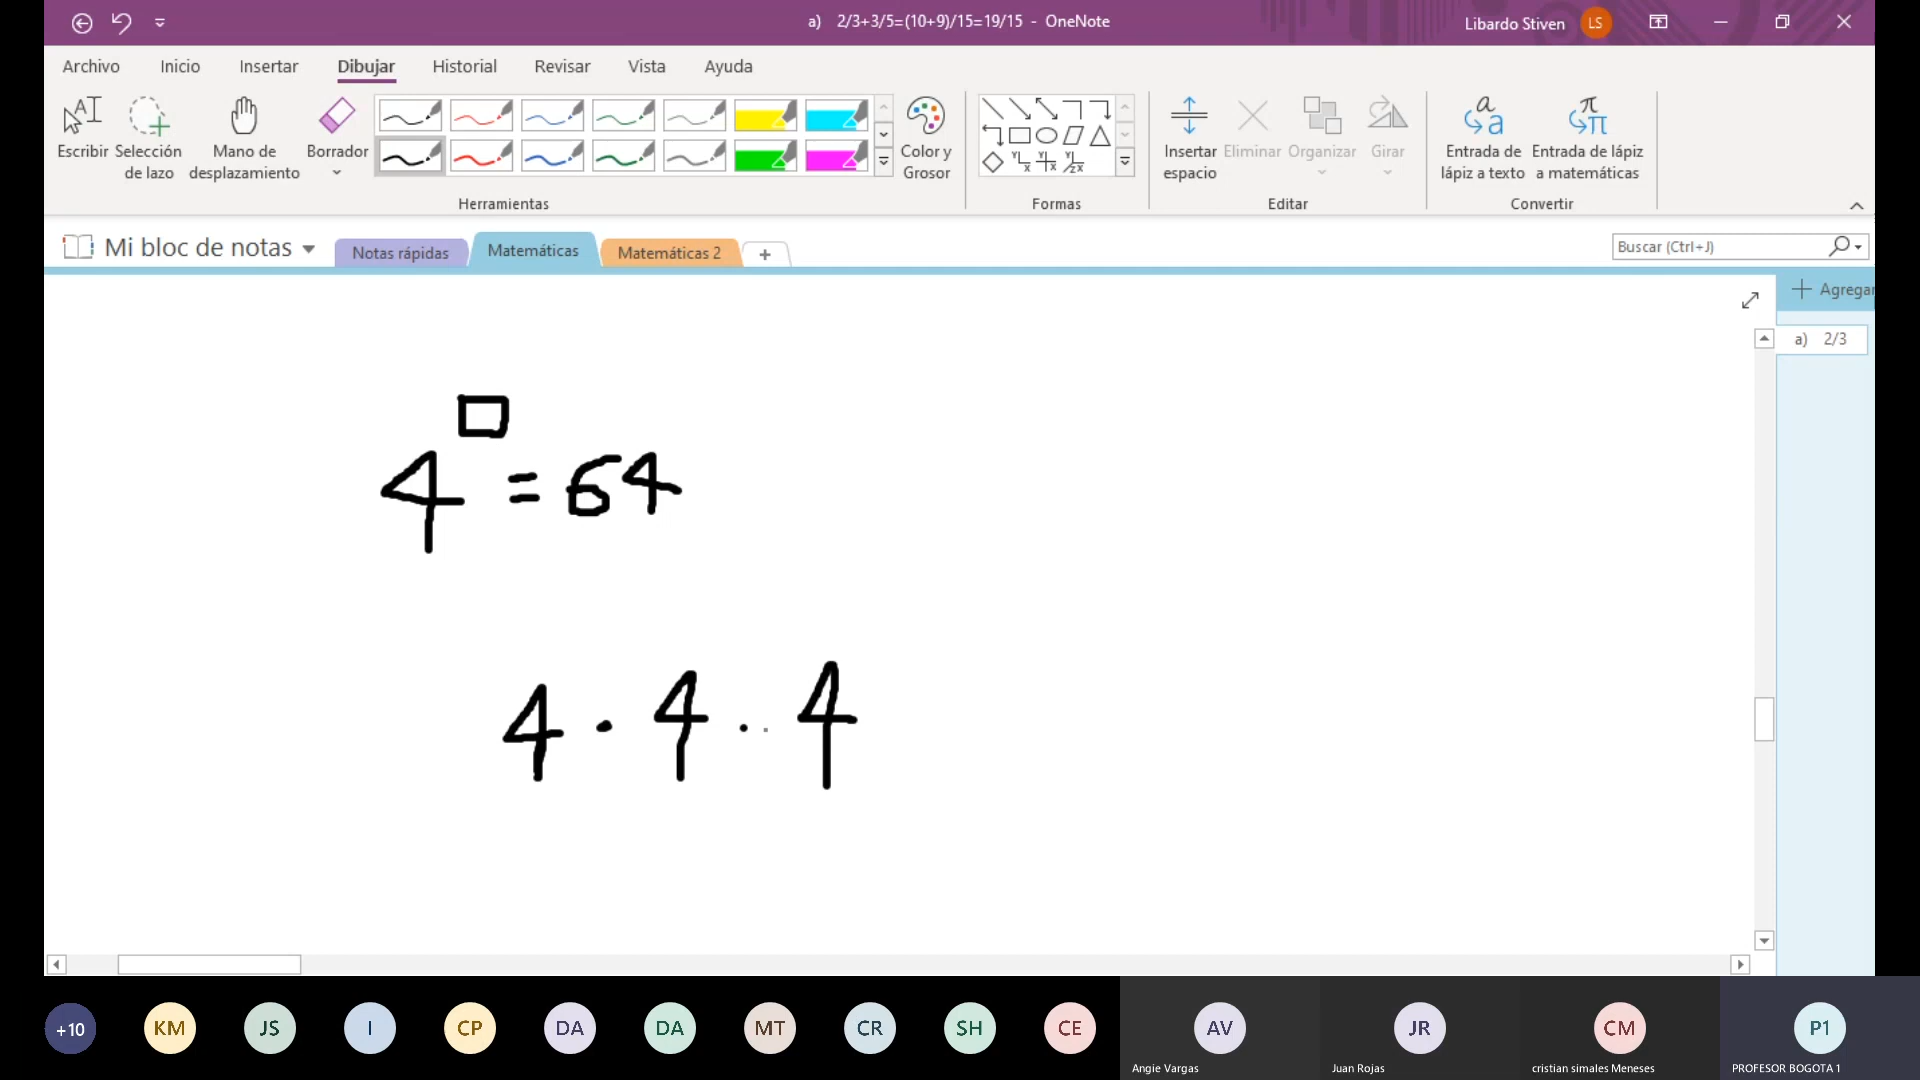 a) 2/3+3/5=(10+9)/15=19/15 - OneNote
Libardo Stiven LS
Archivo Inicio Insertar Dibujar Historial Revisar Vista Ayuda
Escribir
Selección de lazo
Mano de desplazamiento
Borrador
Color y Grosor
Insertar espacio
Eliminar
Organizar
Girar
Entrada de lápiz a texto
Entrada de lápiz a matemáticas
Herramientas Formas Editar Convertir
Mi bloc de notas Notas rápidas Matemáticas Matemáticas 2 +
Buscar (Ctrl+J)
Agregar
a) 2/3
4^□ = 64
4 · 4 · · 4
+10 KM JS I CP DA DA MT CR SH CE AV JR CM P1
Angie Vargas Juan Rojas cristian simales Meneses PROFESOR BOGOTA 1